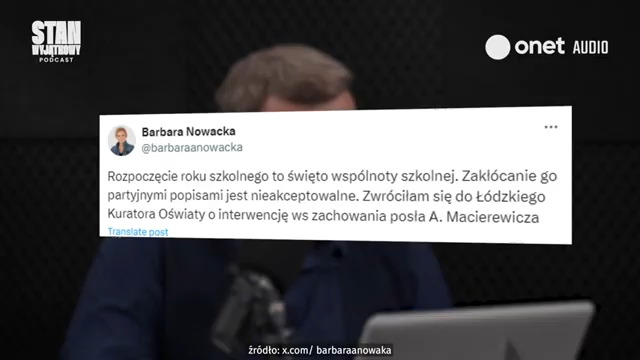 STAN
WYJĄTKOWY
PODCAST
onet AUDIO
Barbara Nowacka
@barbaraanowacka
Rozpoczęcie roku szkolnego to święto wspólnoty szkolnej. Zakłócanie go
partyjnymi popisami jest nieakceptowalne. Zwróciłam się do Łódzkiego
Kuratora Oświaty o interwencję ws zachowania posła A. Macierewicza
Translate post
źródło: x.com/ barbaraanowaka